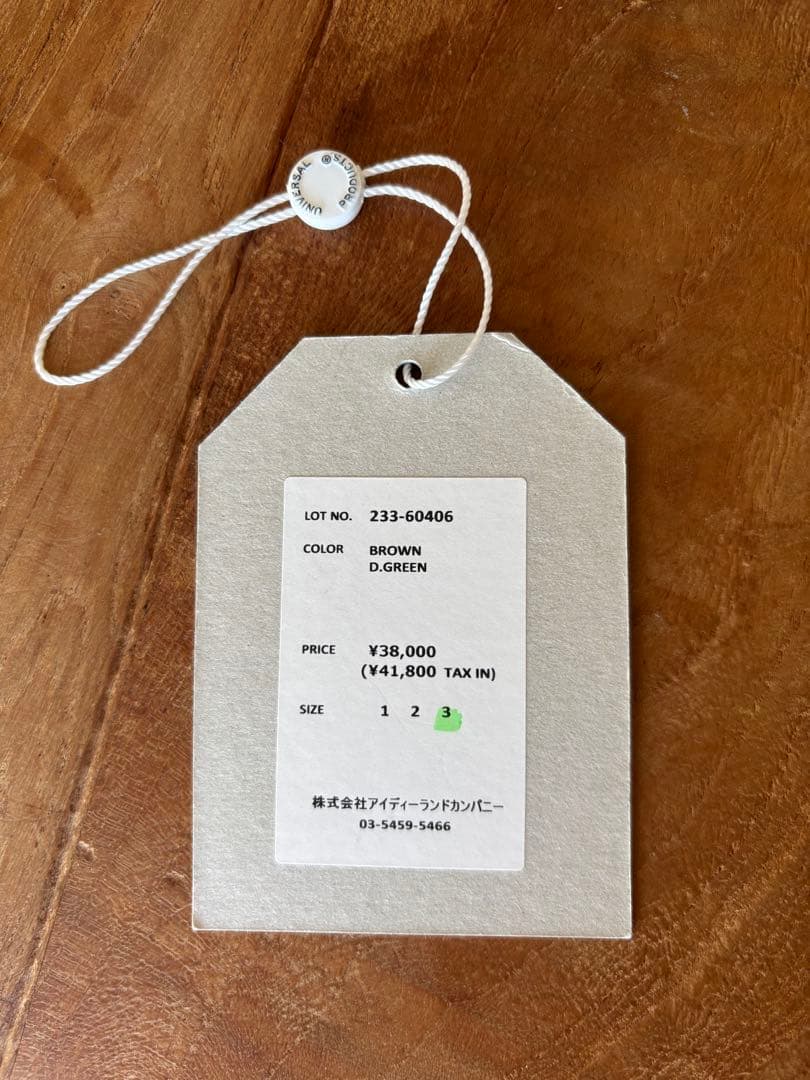 UNIVERSAL PRODUCTS ®
LOT NO. 233-60406
COLOR BROWN
D.GREEN
PRICE ¥38,000
(¥41,800 TAX IN)
SIZE 1 2 3
株式会社アイディーランドカンパニー
03-5459-5466